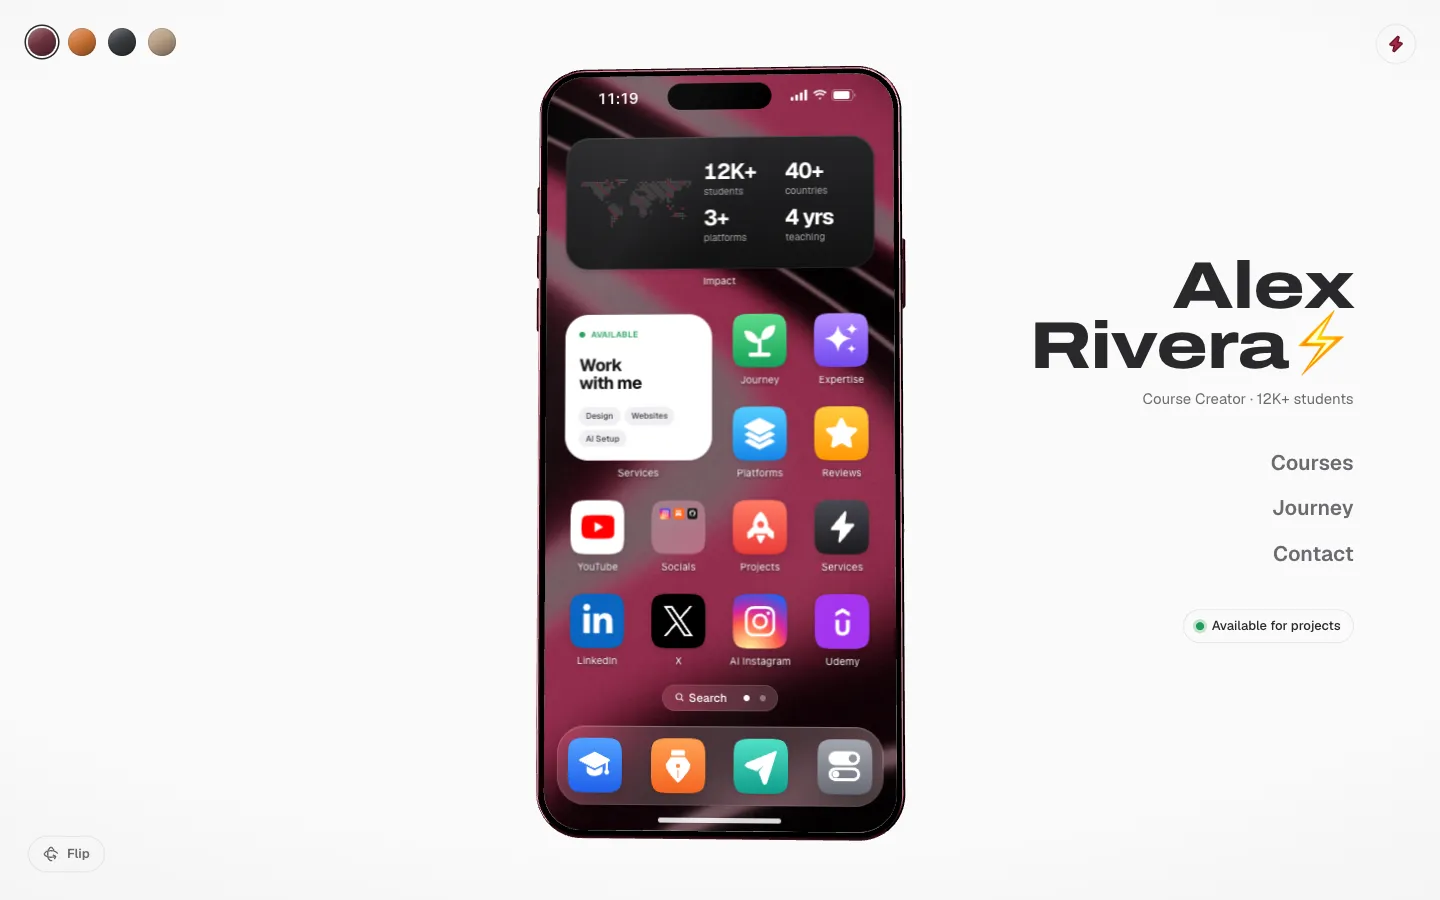 11:19
12K+
students
40+
countries
3+
platforms
4 yrs
teaching
Impact
AVAILABLE
Work
with me
Design Websites
AI Setup
Services
Journey Expertise
Platforms Reviews
YouTube Socials Projects Services
in
LinkedIn X AI Instagram Udemy
Search
Alex
Rivera
Course Creator · 12K+ students
Courses
Journey
Contact
Available for projects
Flip